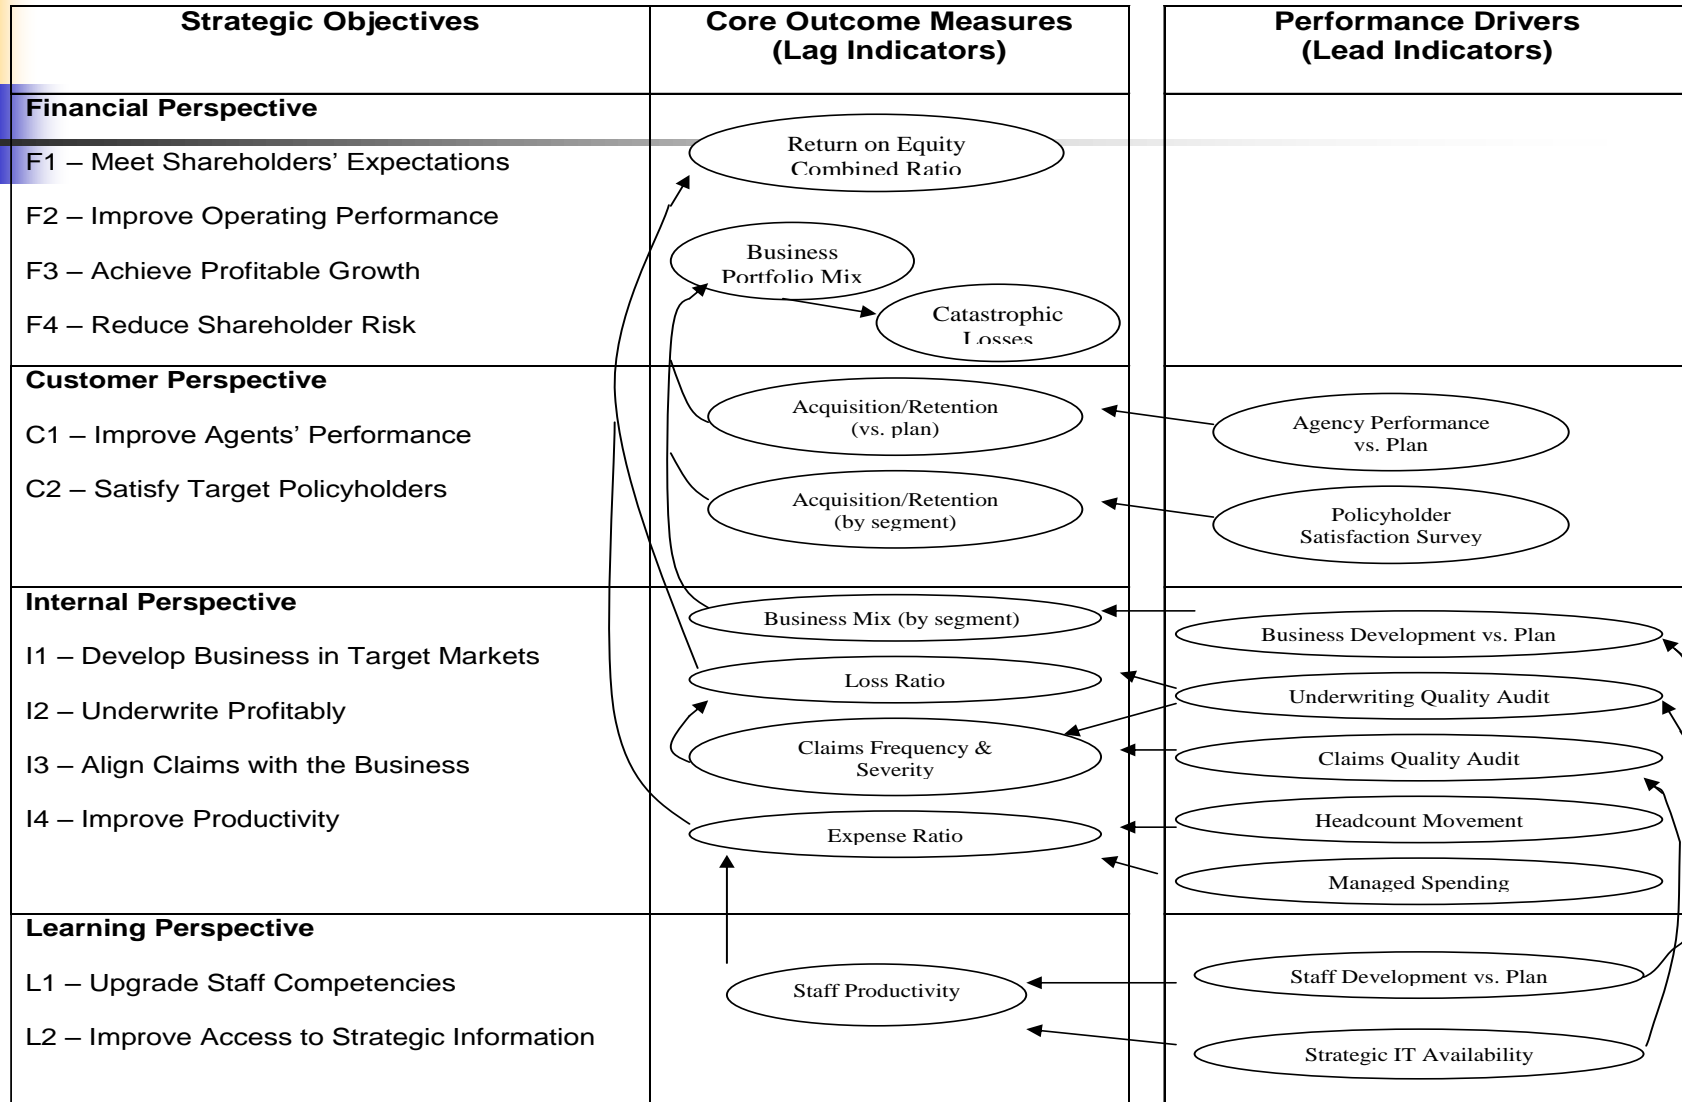 Strategic Objectives
Core Outcome Measures
(Lag Indicators)
Performance Drivers
(Lead Indicators)
Financial Perspective
F1 – Meet Shareholders’ Expectations
F2 – Improve Operating Performance
F3 – Achieve Profitable Growth
F4 – Reduce Shareholder Risk
Return on Equity
Combined Ratio
Business
Portfolio Mix
Catastrophic
Losses
Customer Perspective
C1 – Improve Agents’ Performance
C2 – Satisfy Target Policyholders
Acquisition/Retention
(vs. plan)
Acquisition/Retention
(by segment)
Agency Performance
vs. Plan
Policyholder
Satisfaction Survey
Internal Perspective
I1 – Develop Business in Target Markets
I2 – Underwrite Profitably
I3 – Align Claims with the Business
I4 – Improve Productivity
Business Mix (by segment)
Loss Ratio
Claims Frequency &
Severity
Expense Ratio
Business Development vs. Plan
Underwriting Quality Audit
Claims Quality Audit
Headcount Movement
Managed Spending
Learning Perspective
L1 – Upgrade Staff Competencies
L2 – Improve Access to Strategic Information
Staff Productivity
Staff Development vs. Plan
Strategic IT Availability